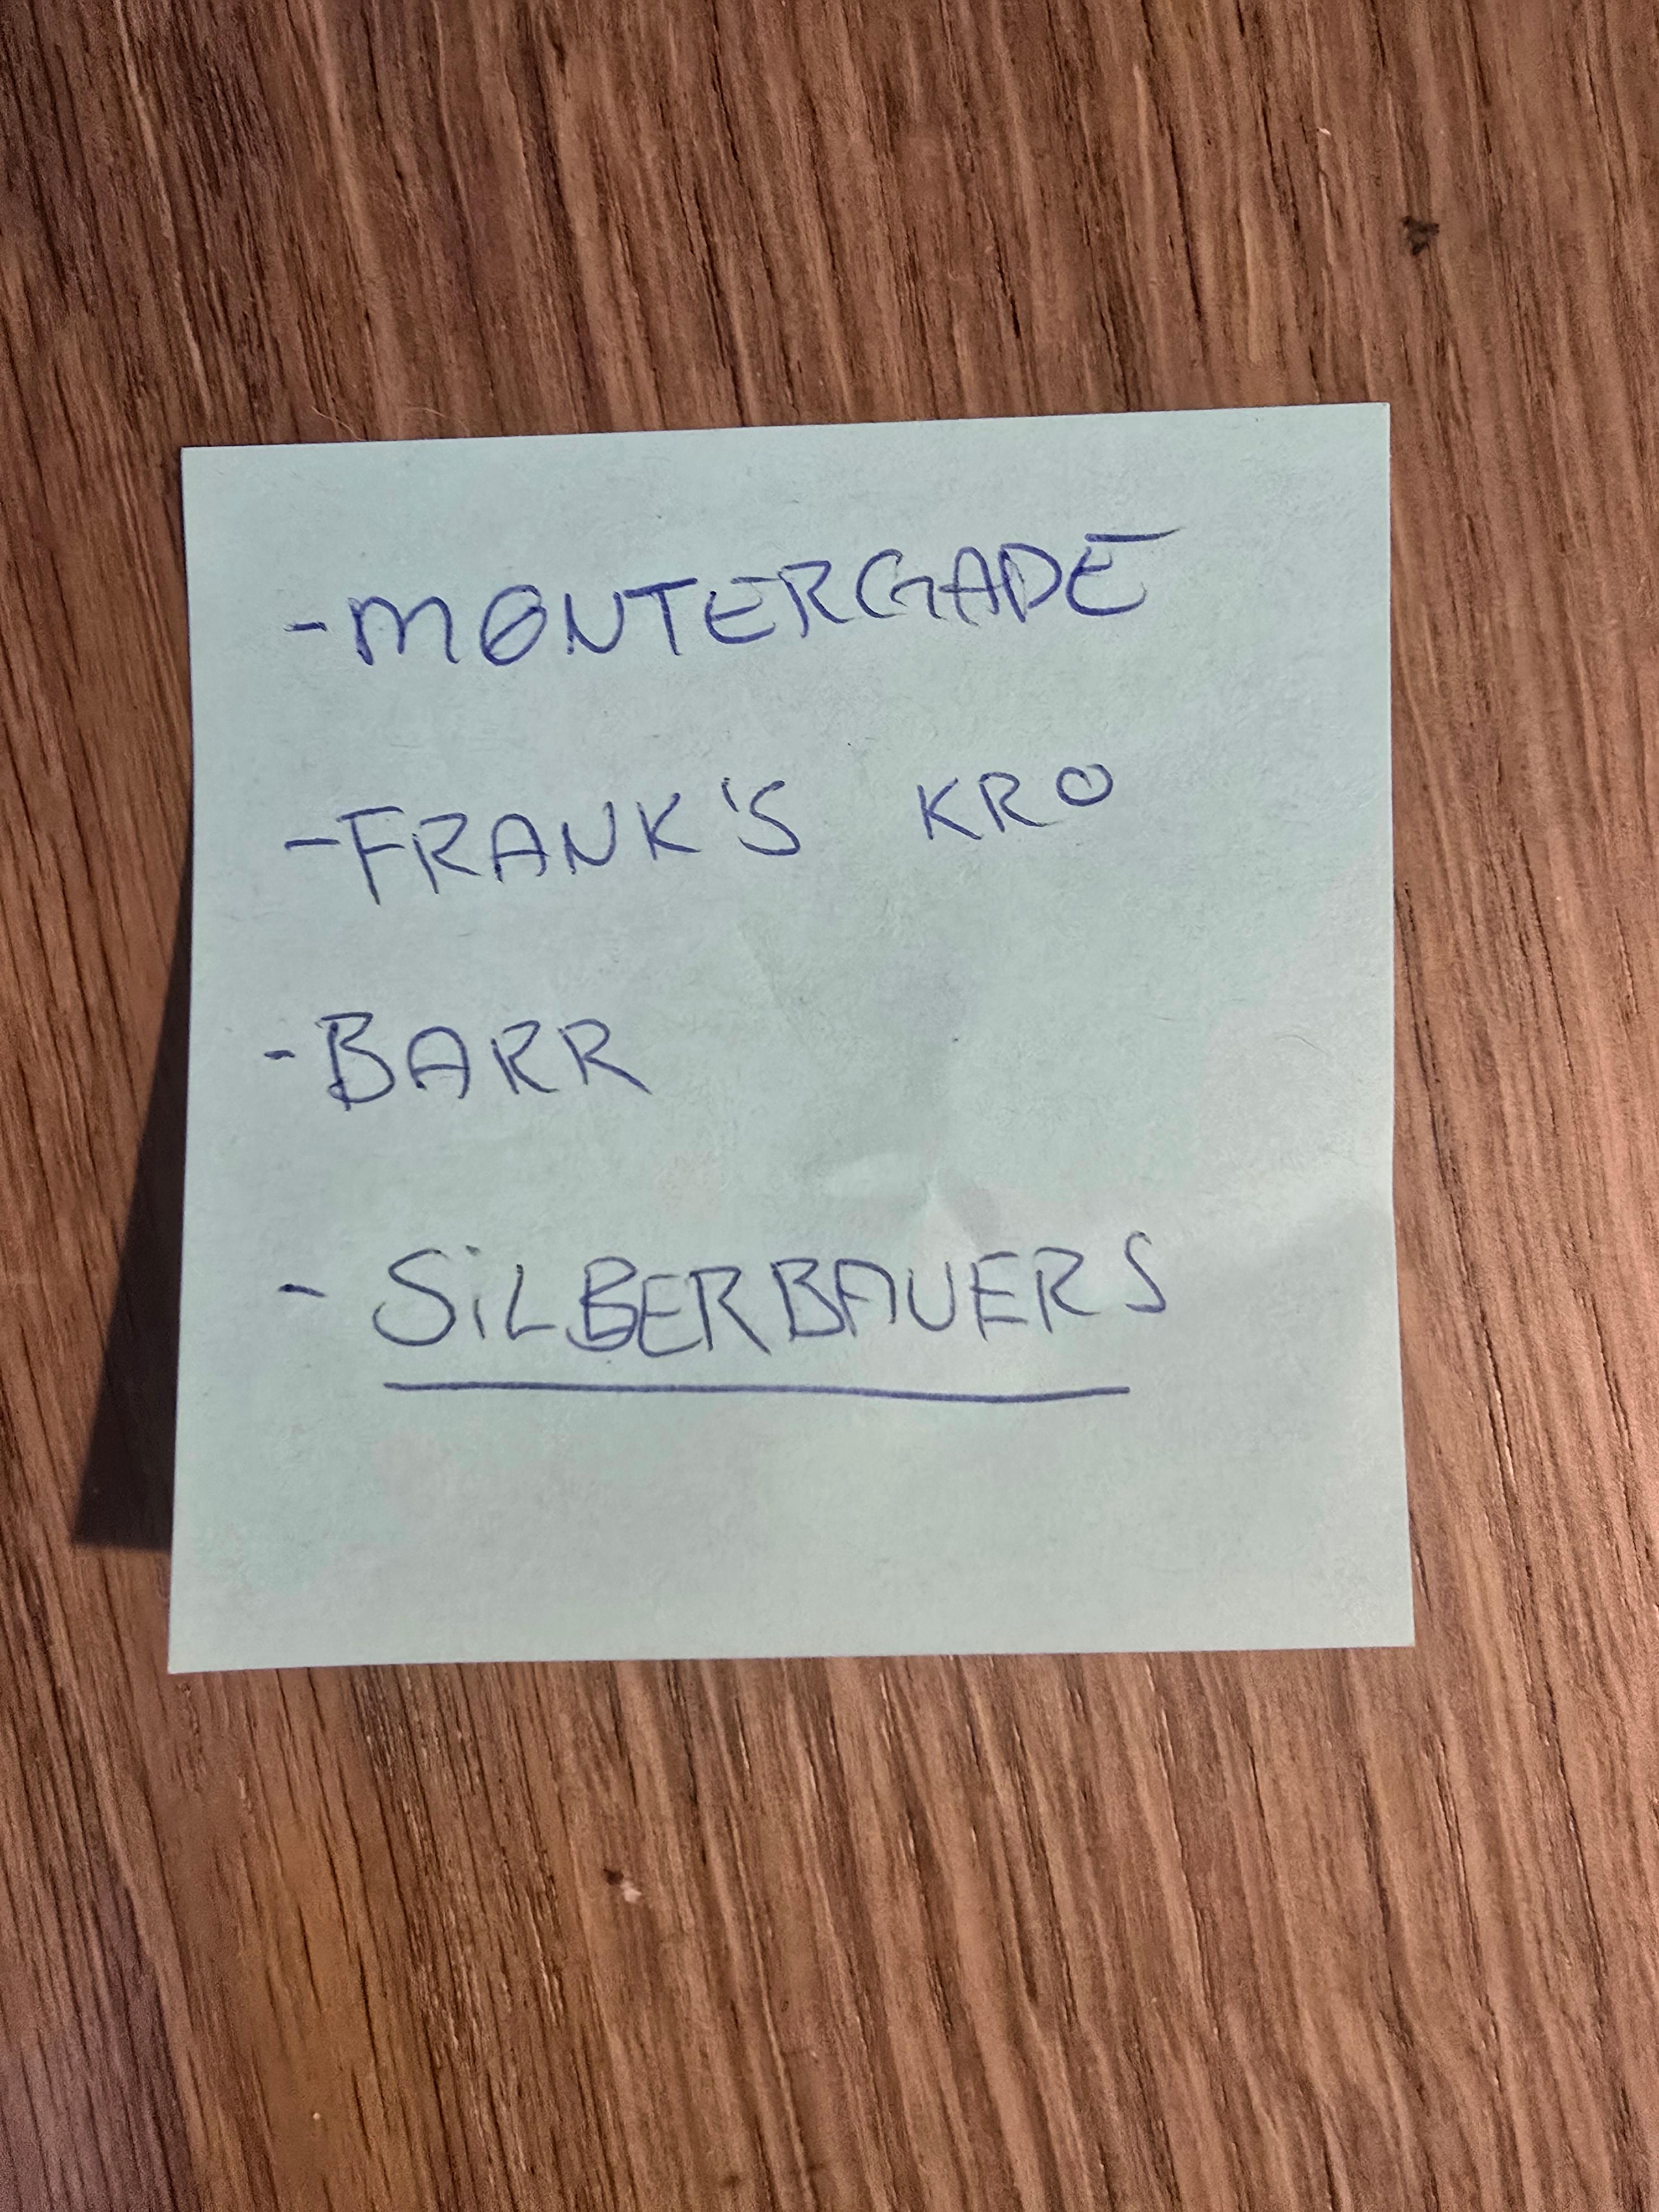 - MØNTERGADE
- FRANK'S KRO
- BARR
- SiLBERBAUERS